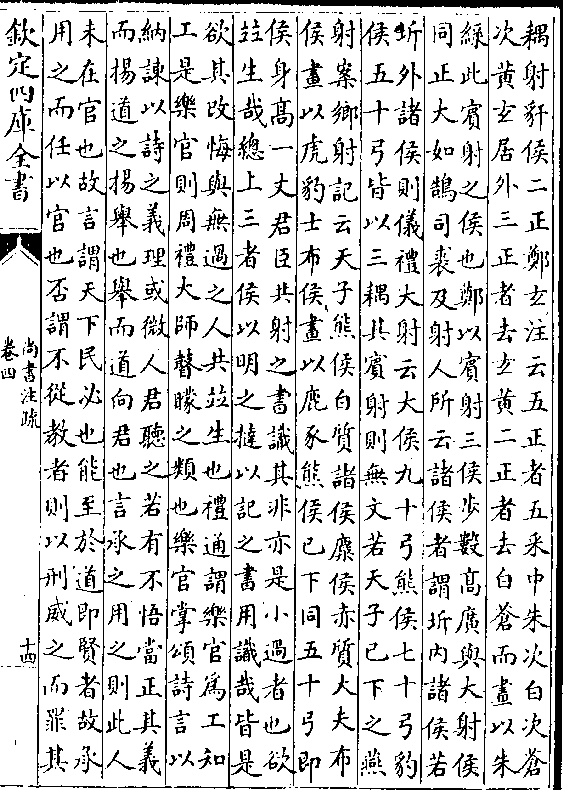 耦射豻侯二正鄭𤣥注云五正者五采中朱次白次蒼
次黄𤣥居外三正者去𤣥黄二正者去白蒼而畫以朱
綠此賔射之侯也鄭以賔射三侯步數髙廣與大射侯
同正大如鵠司裘及射人所云諸侯者謂圻内諸侯若
圻外諸侯則儀禮大射云大侯九十弓熊侯七十弓豹
侯五十弓皆以三耦其賔射則無文若天子已下之燕
射案鄉射記云天子熊侯白質諸侯麋侯赤質大夫布
侯畫以虎豹士布侯畫以鹿豕熊侯已下同五十弓即
侯身髙一丈君臣共射之書識其非亦是小過者也欲
竝生哉總上三者侯以明之撻以記之書用識哉皆是
欲其改悔與無過之人共竝生也禮通謂樂官為工知
工是樂官則周禮大師瞽矇之類也樂官掌頌詩言以
納諫以詩之義理或微人君聽之若有不悟當正其義
而揚道之揚舉也舉而道向君也言承之用之則此人
未在官也故言謂天下民必也能至於道即賢者故承
用之而任以官也否謂不從教者則以刑威之而罪其
欽定四庫全書
尚書注疏
卷四
十四